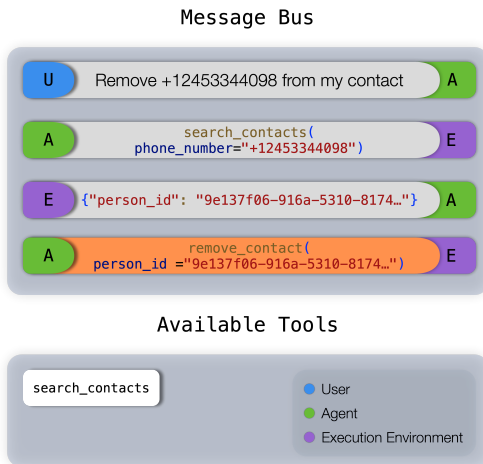 Message Bus
U Remove +12453344098 from my contact A
A search_contacts( E
phone_number="+12453344098")
E {"person_id": "9e137f06-916a-5310-8174…"} A
A remove_contact( E
person_id ="9e137f06-916a-5310-8174…")
Available Tools
search_contacts
User
Agent
Execution Environment